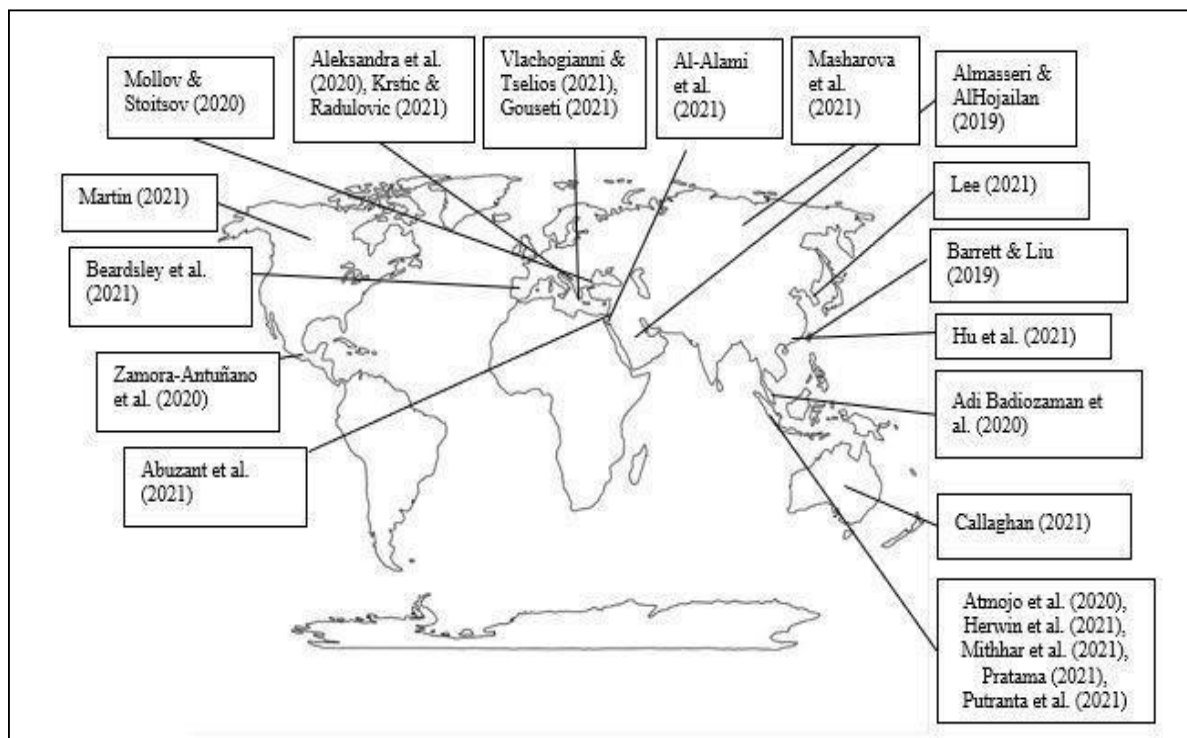 Mollov &
Stoitsov (2020)
Aleksandra et al.
(2020), Krstic &
Radulovic (2021)
Vlachogianni &
Tselios (2021),
Gouseti (2021)
Al-Alami
et al.
(2021)
Masharova
et al.
(2021)
Almasseri &
AlHojailan
(2019)
Martin (2021)
Lee (2021)
Beardsley et al.
(2021)
Barrett & Liu
(2019)
Hu et al. (2021)
Zamora-Antuñano
et al. (2020)
Adi Badiozaman et
al. (2020)
Abuzant et al.
(2021)
Callaghan (2021)
Atmojo et al. (2020),
Herwin et al. (2021),
Mithhar et al. (2021),
Pratama (2021),
Putranta et al. (2021)